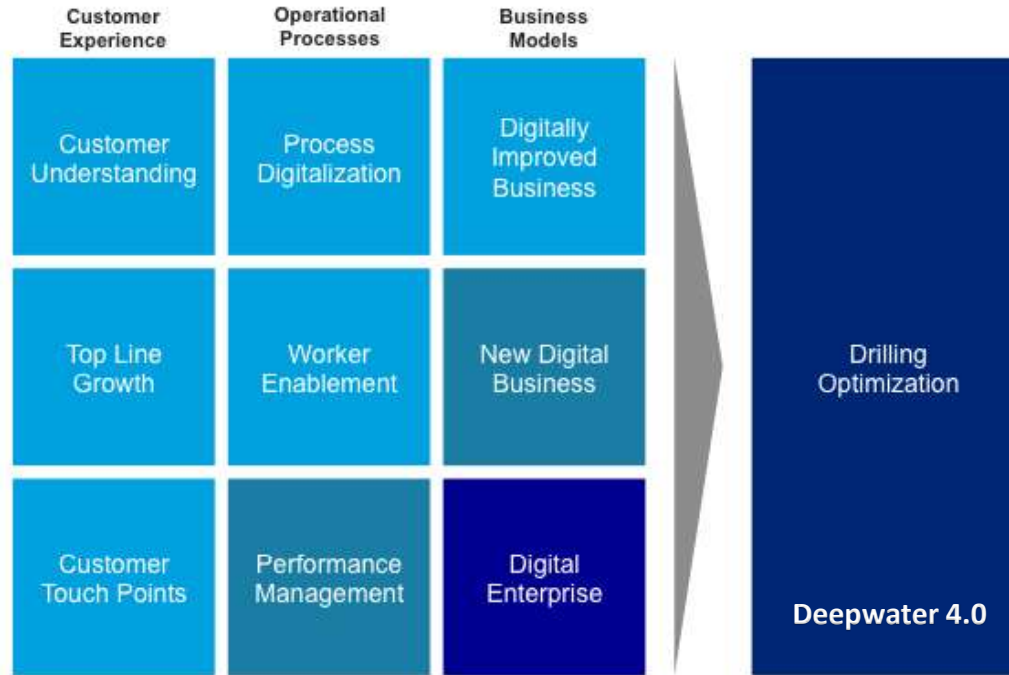 Customer
Experience
Operational
Processes
Business
Models
Customer
Understanding
Process
Digitalization
Digitally
Improved
Business
Top Line
Growth
Worker
Enablement
New Digital
Business
Drilling
Optimization
Customer
Touch Points
Performance
Management
Digital
Enterprise
Deepwater 4.0